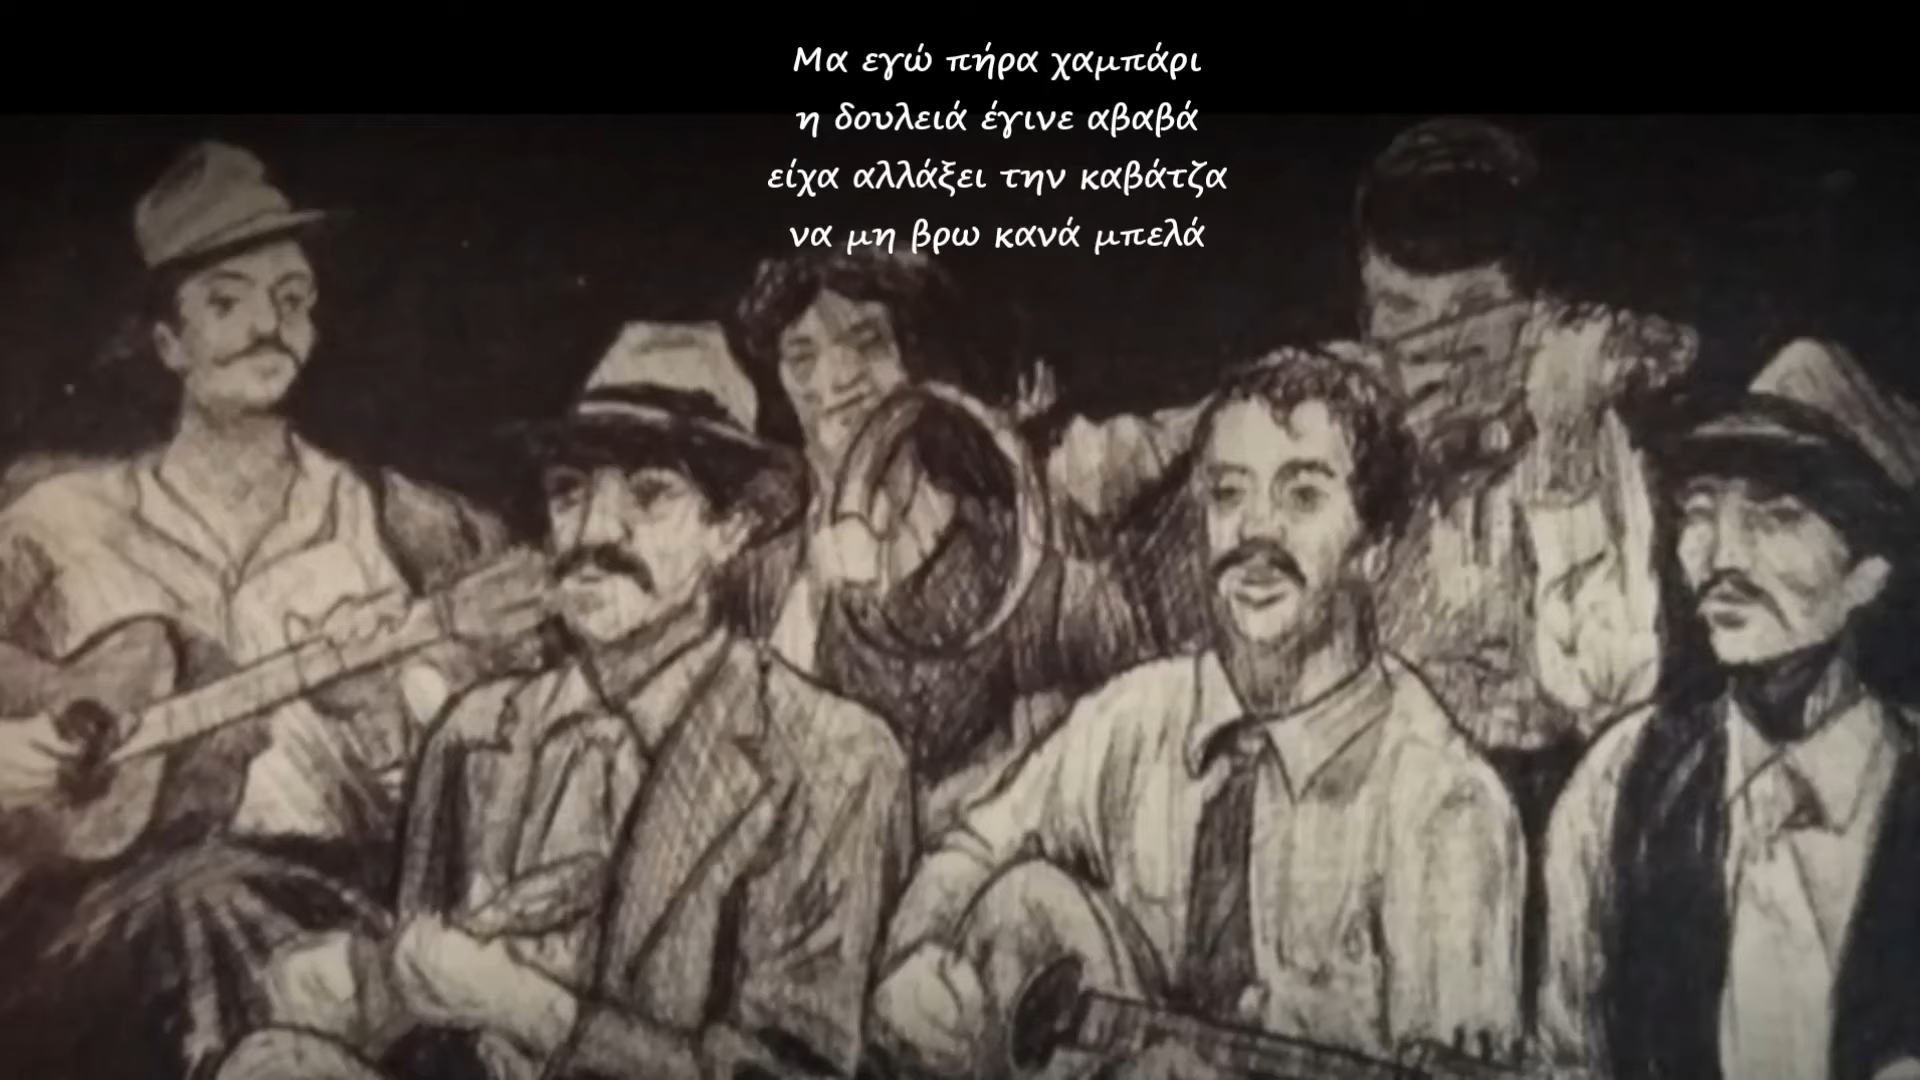 Μα εγώ πήρα χαμπάρι
η δουλειά έγινε αβαβά
είχα αλλάξει την καβάτζα
να μη βρω κανά μπελά